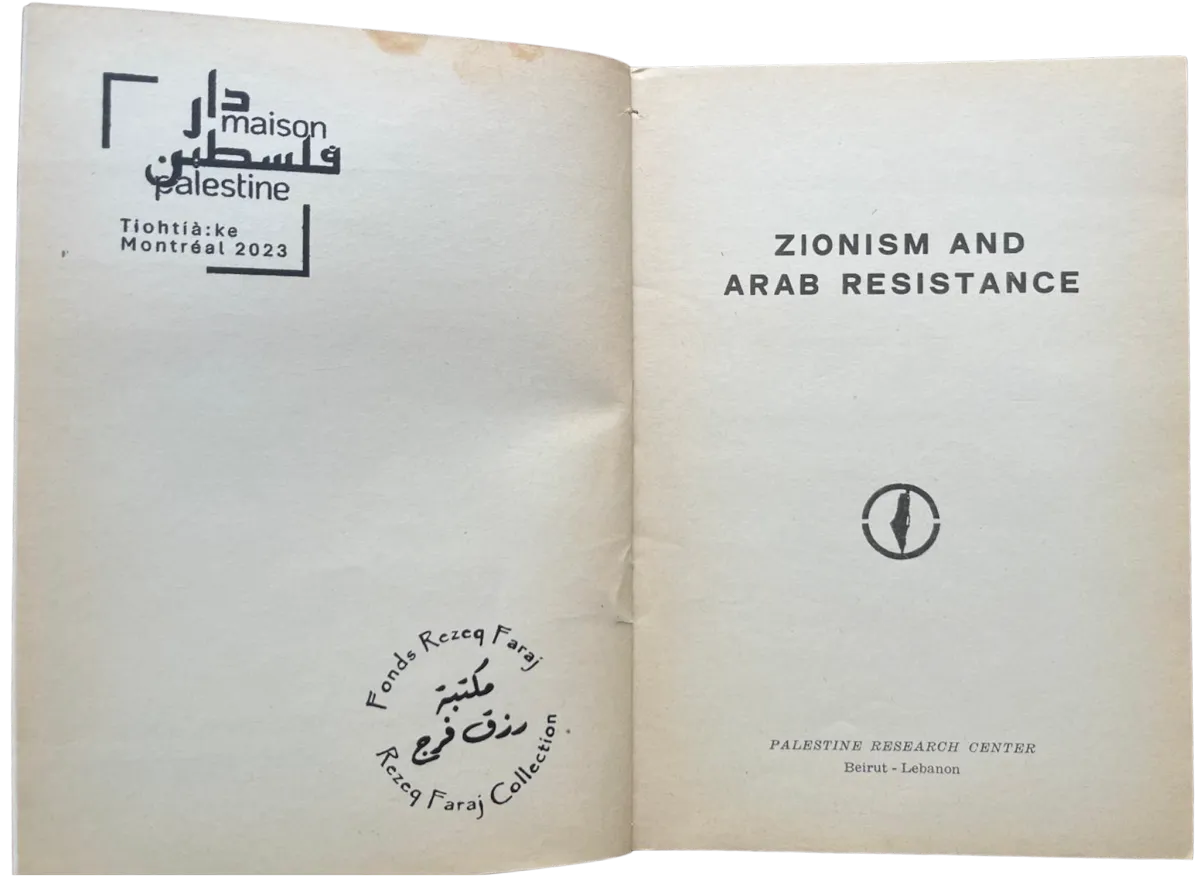 دار
maison
فلسطين
palestine
Tiohtià:ke
Montréal 2023
Fonds Rezeq Faraj
مكتبة
رزق فرج
Rezeq Faraj Collection
ZIONISM AND
ARAB RESISTANCE
PALESTINE RESEARCH CENTER
Beirut - Lebanon